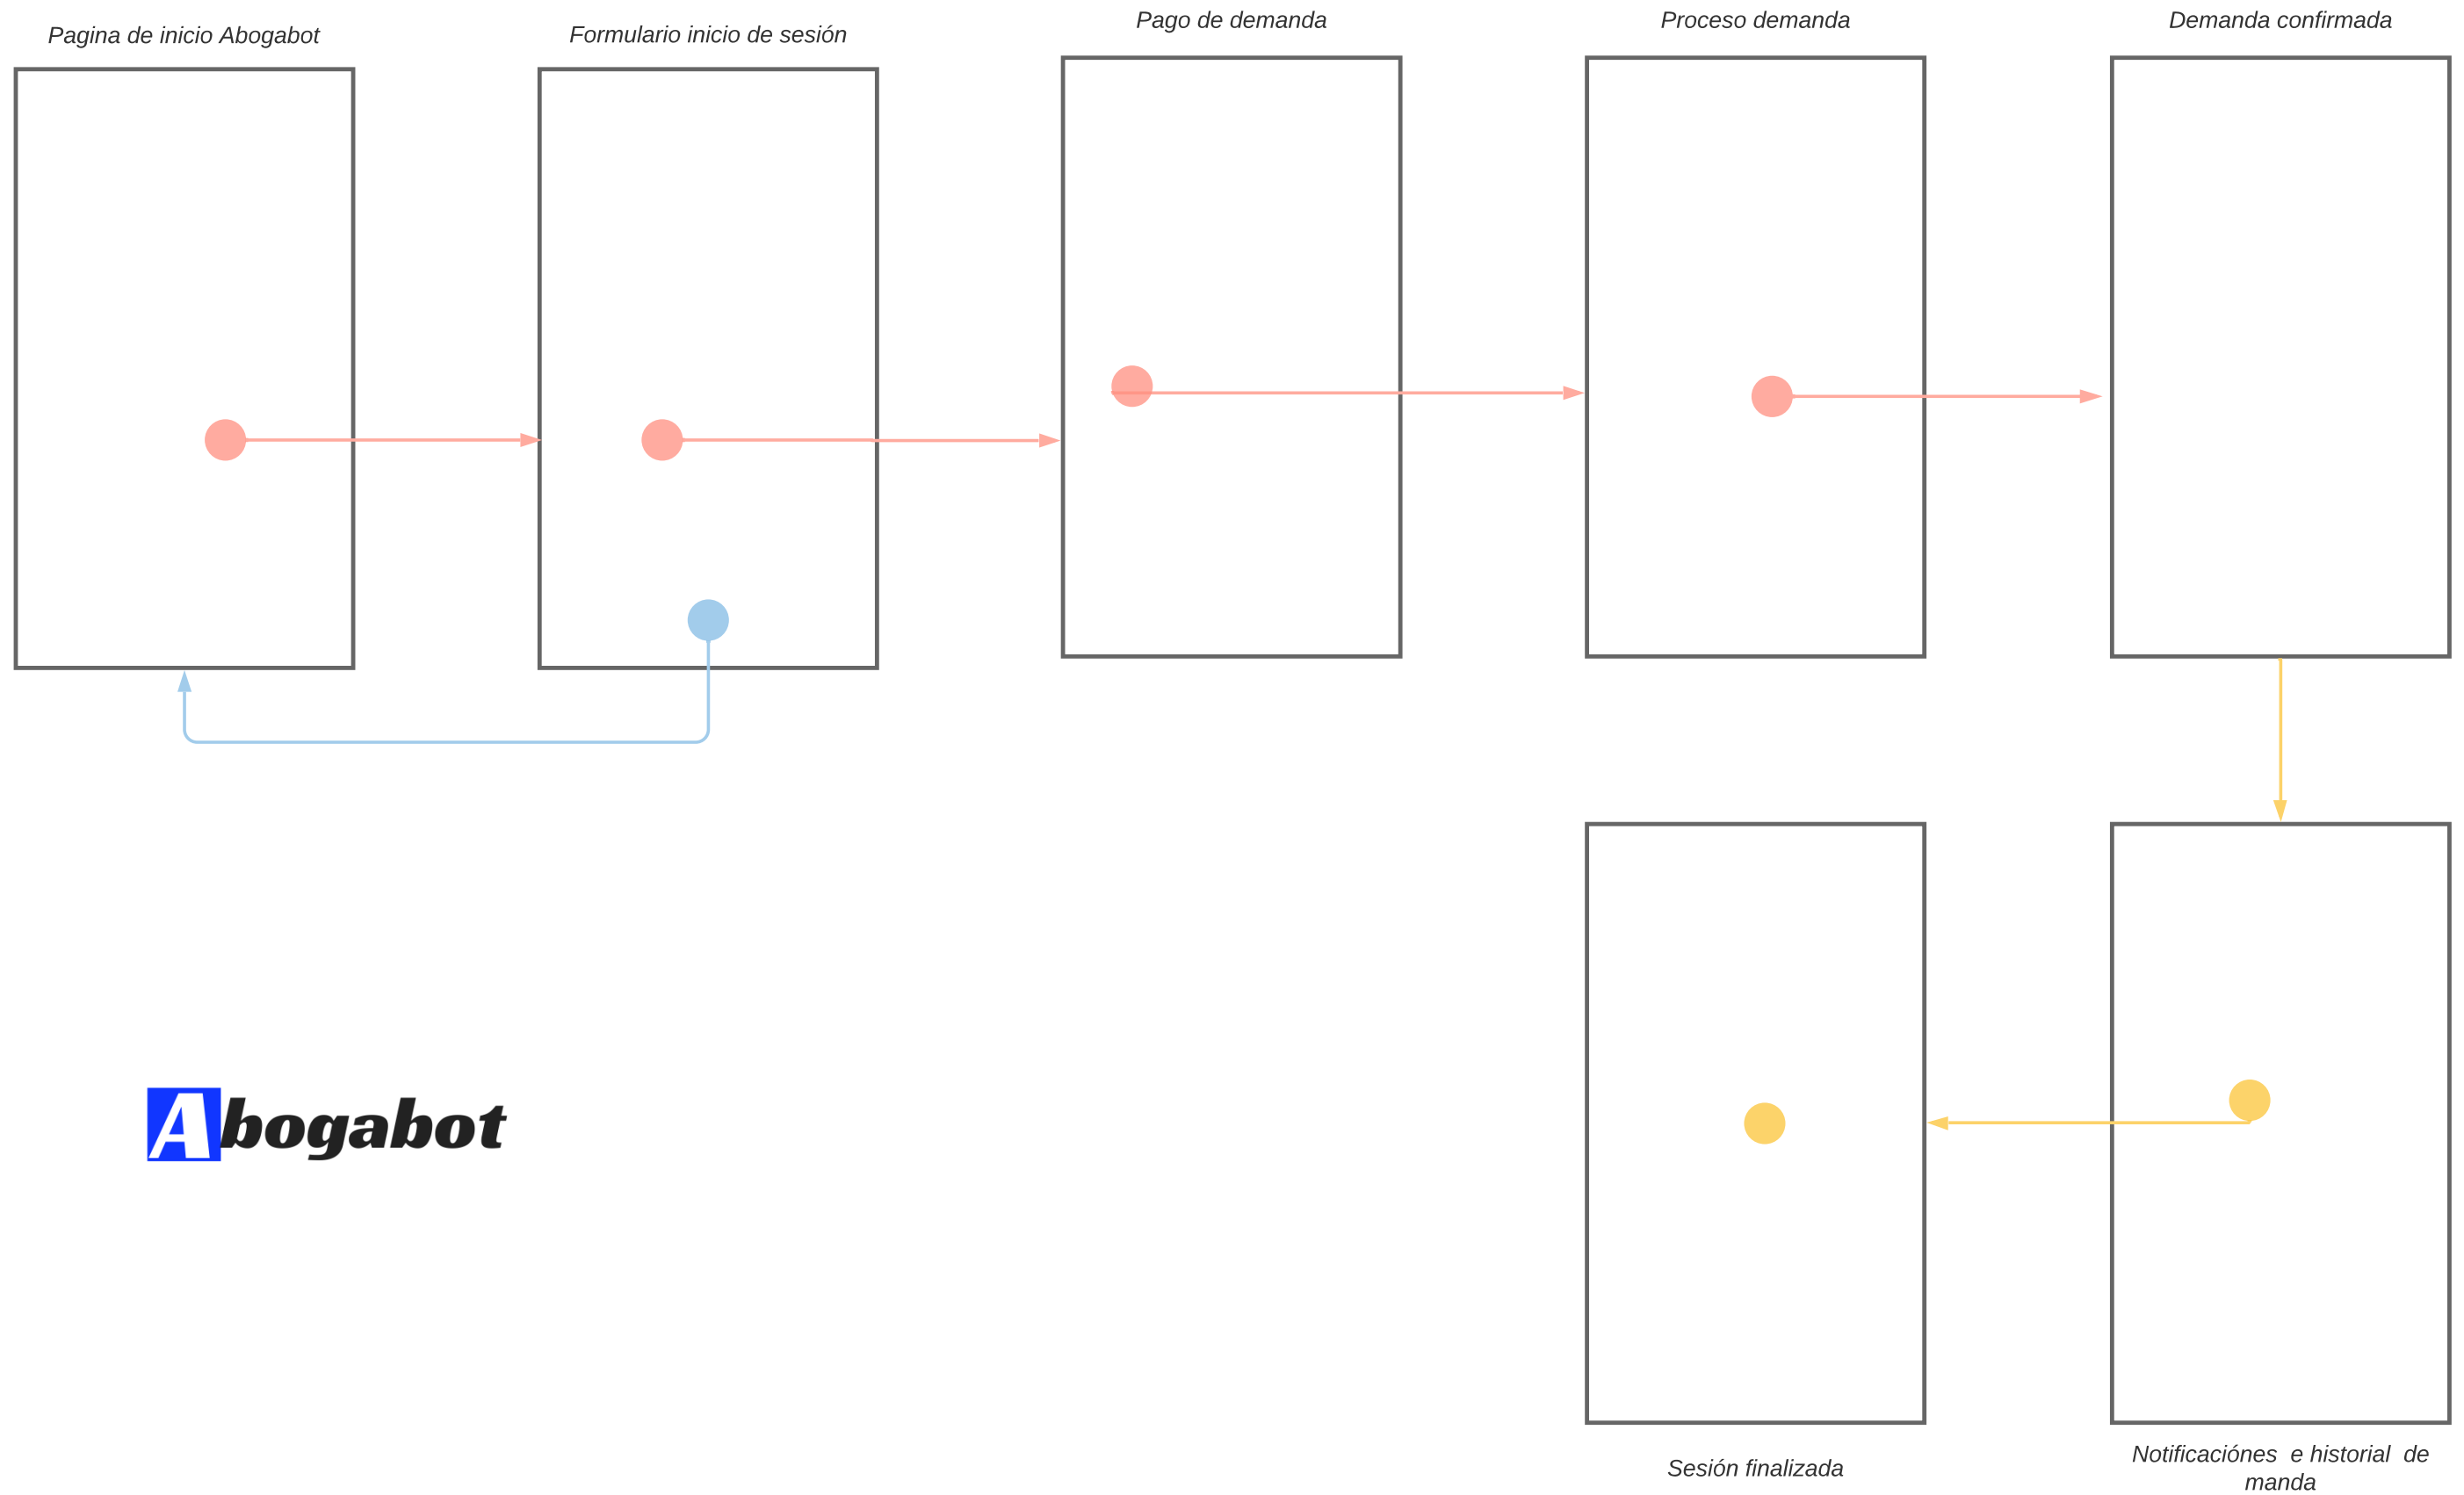 Pagina de inicio Abogabot
Formulario inicio de sesión
Pago de demanda
Proceso demanda
Demanda confirmada
Abogabot
Sesión finalizada
Notificaciónes e historial de
manda